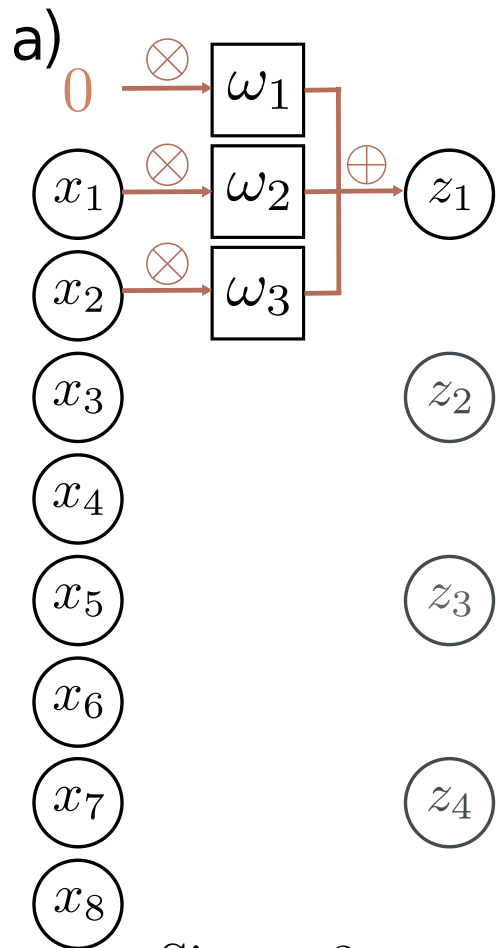 a)
0 ⊗ ω₁
x₁ ⊗ ω₂ ⊕ z₁
x₂ ⊗ ω₃
x₃ z₂
x₄
x₅ z₃
x₆
x₇ z₄
x₈